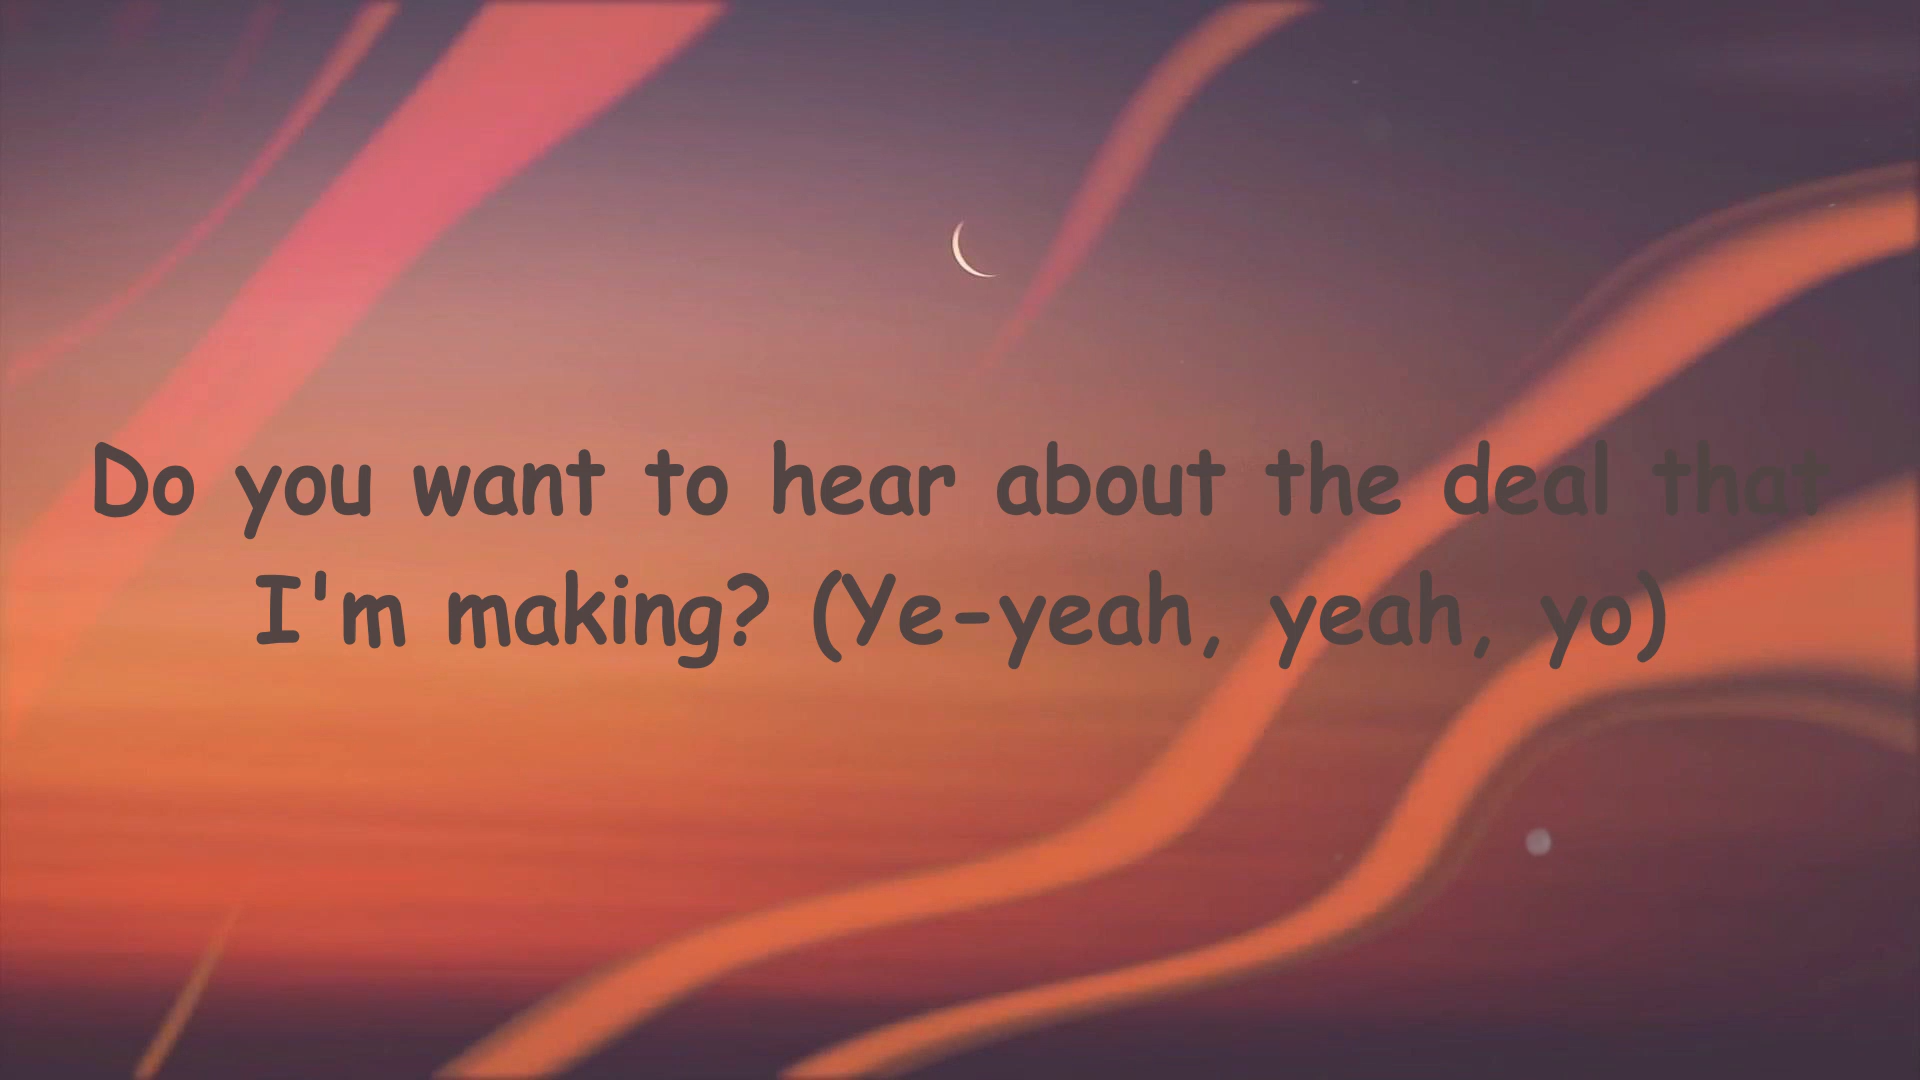 Do you want to hear about the deal that
I'm making? (Ye-yeah, yeah, yo)